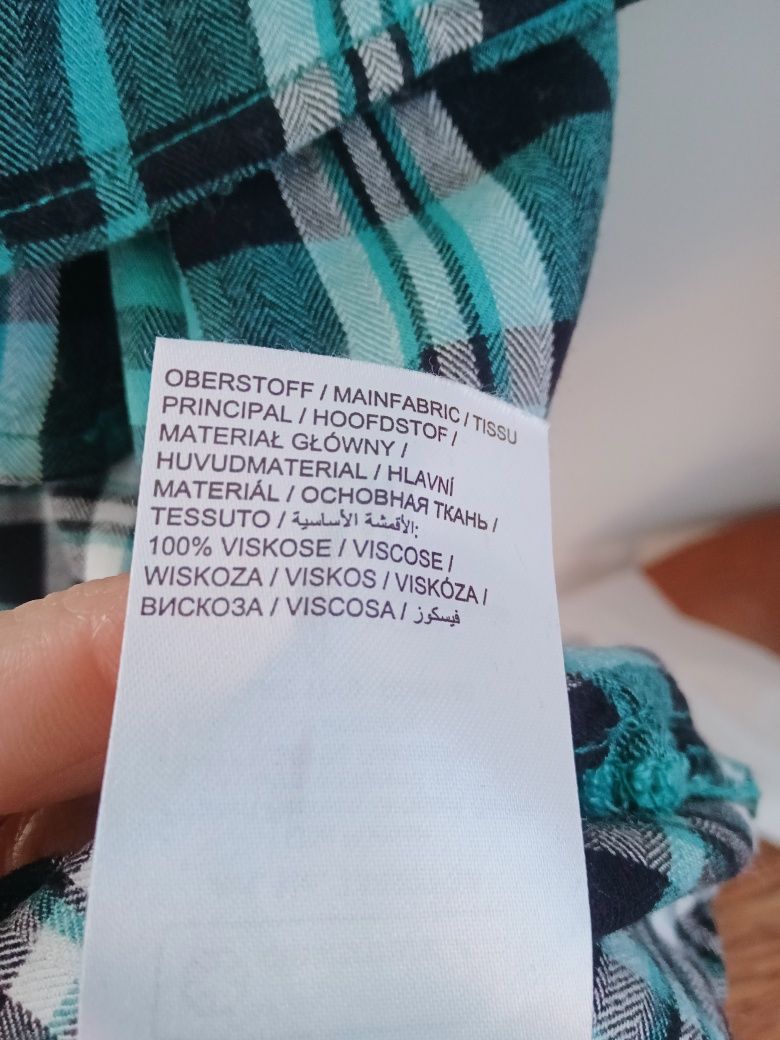 OBERSTOFF / MAINFABRIC / TISSU
PRINCIPAL / HOOFDSTOF /
MATERIAŁ GŁÓWNY /
HUVUDMATERIAL / HLAVNÍ
MATERIÁL / ОСНОВНАЯ ТКАНЬ /
TESSUTO / الأقمشة الأساسية:
100% VISKOSE / VISCOSE /
WISKOZA / VISKOS / VISKÓZA /
ВИСКОЗА / VISCOSA / فيسكوز